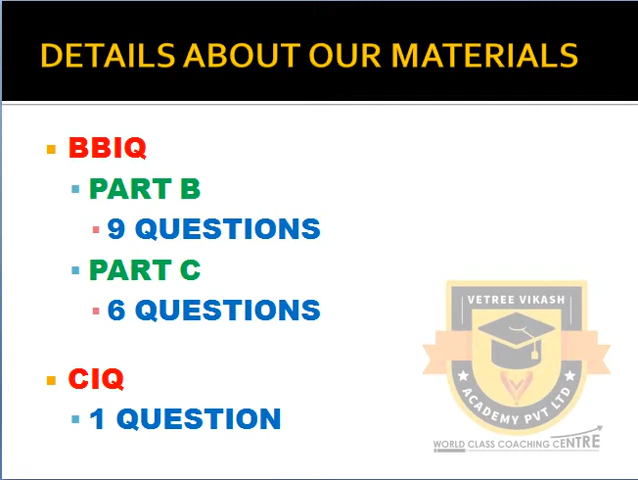 DETAILS ABOUT OUR MATERIALS
BBIQ
PART B
9 QUESTIONS
PART C
6 QUESTIONS
CIQ
1 QUESTION
VETREE VIKASH
ACADEMY PVT LTD
WORLD CLASS COACHING CENTRE